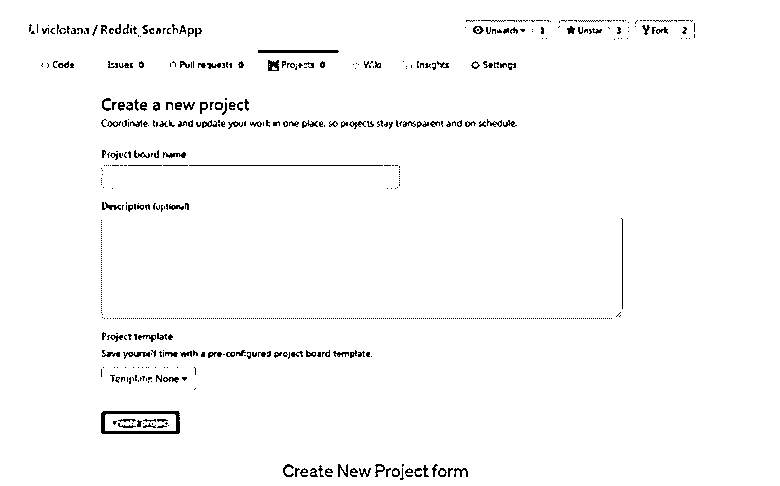 viclotana / Reddit_SearchApp
Unwatch 1 Unstar 3 Fork 2
Code Issues 0 Pull requests 0 Projects 0 Wiki Insights Settings
Create a new project
Coordinate, track, and update your work in one place, so projects stay transparent and on schedule.
Project board name
Description (optional)
Project template
Save yourself time with a pre-configured project board template.
Template: None
Create project
Create New Project form